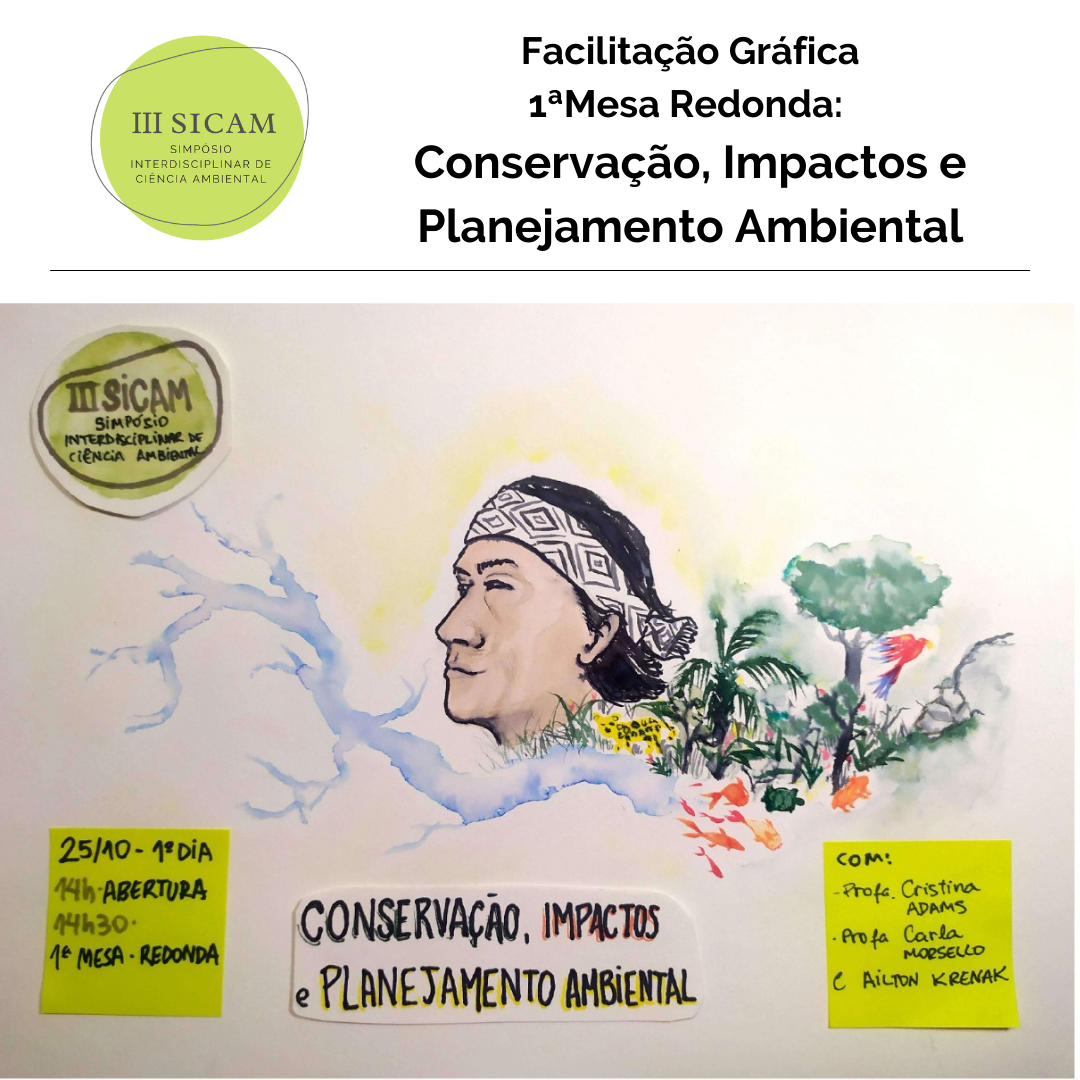 III SICAM
SIMPÓSIO
INTERDISCIPLINAR DE
CIÊNCIA AMBIENTAL
Facilitação Gráfica
1ªMesa Redonda:
Conservação, Impactos e
Planejamento Ambiental
III SiCAM
SiMPÓSiO
iNTERDiSCiPLiNAR DE
CiÊNCiA AMBiENTAL
25/10 - 1º DiA
14h · ABERTURA
14h30 ·
1ª MESA · REDONDA
CONSERVAÇÃO, IMPACTOS
e PLANEJAMENTO AMBIENTAL
COM:
- Profa. Cristina
ADAMS
· Profa Carla
MORSELLO
e AiLTON KRENAK